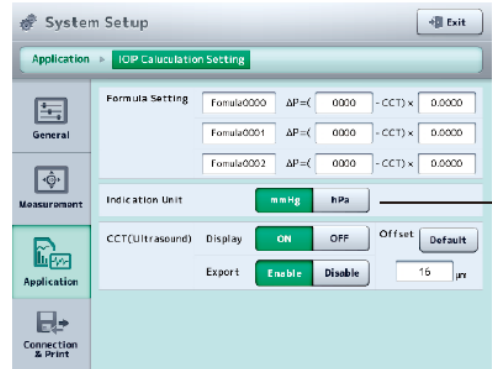 System Setup
Exit
Application ▶ IOP Caluculation Setting
General
Measurement
Application
Connection
& Print
Formula Setting
Fomula0000 ΔP=( 0000 - CCT) × 0.0000
Fomula0001 ΔP=( 0000 - CCT) × 0.0000
Fomula0002 ΔP=( 0000 - CCT) × 0.0000
Indication Unit mmHg hPa
CCT(Ultrasound) Display ON OFF Offset Default
Export Enable Disable 16 μm